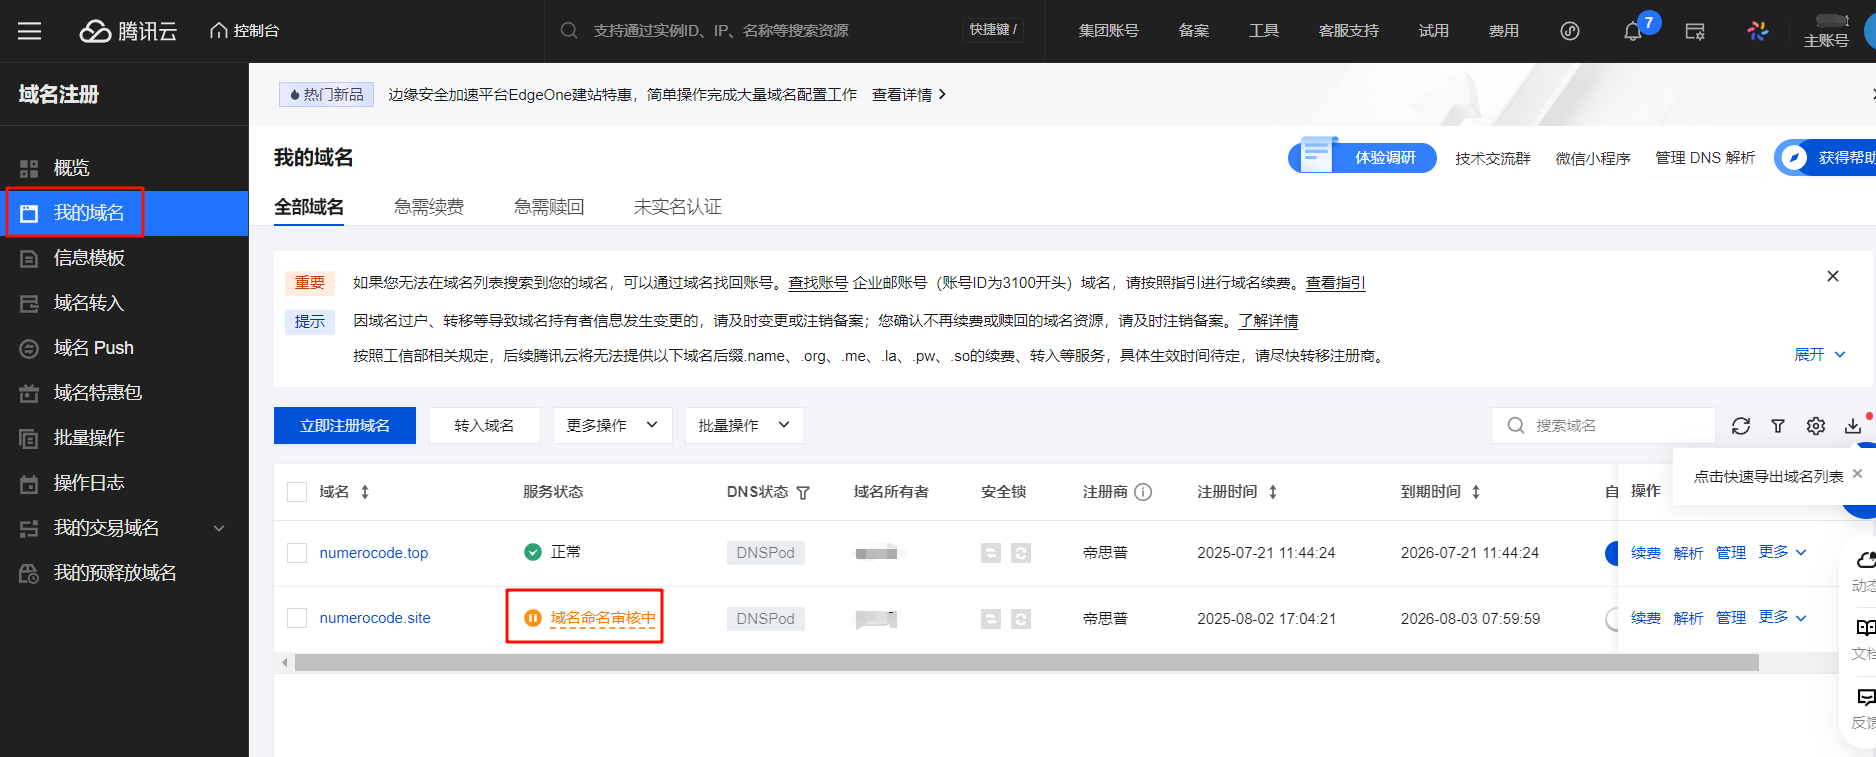 腾讯云
控制台
支持通过实例ID、IP、名称等搜索资源
快捷键 /
集团账号
备案
工具
客服支持
试用
费用
7
主账号
域名注册
概览
我的域名
信息模板
域名转入
域名 Push
域名特惠包
批量操作
操作日志
我的交易域名
我的预释放域名
热门新品
边缘安全加速平台EdgeOne建站特惠，简单操作完成大量域名配置工作 查看详情
我的域名
体验调研
技术交流群
微信小程序
管理 DNS 解析
获得帮助
全部域名
急需续费
急需赎回
未实名认证
重要 如果您无法在域名列表搜索到您的域名，可以通过域名找回账号。查找账号 企业邮账号（账号ID为3100开头）域名，请按照指引进行域名续费。查看指引
提示 因域名过户、转移等导致域名持有者信息发生变更的，请及时变更或注销备案；您确认不再续费或赎回的域名资源，请及时注销备案。了解详情
按照工信部相关规定，后续腾讯云将无法提供以下域名后缀.name、.org、.me、.la、.pw、.so的续费、转入等服务，具体生效时间待定，请尽快转移注册商。
展开
立即注册域名
转入域名
更多操作
批量操作
搜索域名
点击快速导出域名列表
域名 服务状态 DNS状态 域名所有者 安全锁 注册商 注册时间 到期时间 自 操作
numerocode.top 正常 DNSPod 帝思普 2025-07-21 11:44:24 2026-07-21 11:44:24 续费 解析 管理 更多
numerocode.site 域名命名审核中 DNSPod 帝思普 2025-08-02 17:04:21 2026-08-03 07:59:59 续费 解析 管理 更多
动态
文档
反馈